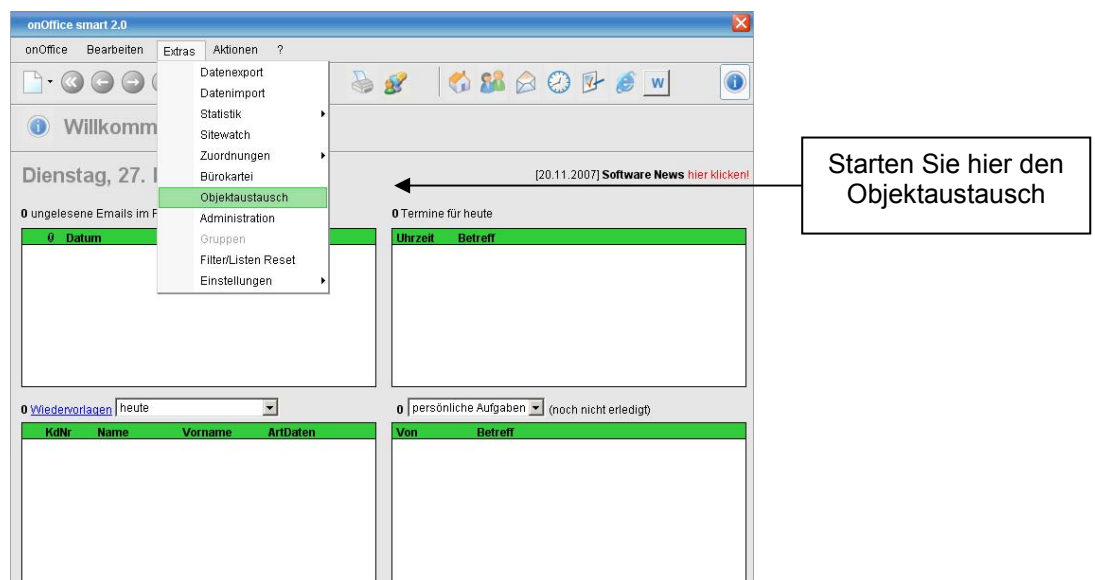 onOffice smart 2.0
onOffice Bearbeiten Extras Aktionen ?
Datenexport
Datenimport
Statistik
Sitewatch
Zuordnungen
Bürokartei
Objektaustausch
Administration
Gruppen
Filter/Listen Reset
Einstellungen
W
Willkomm
Dienstag, 27.
[20.11.2007] Software News hier klicken!
Starten Sie hier den
Objektaustausch
0 ungelesene Emails im
0 Termine für heute
Datum
Uhrzeit Betreff
0 Wiedervorlagen heute
0 persönliche Aufgaben (noch nicht erledigt)
KdNr Name Vorname ArtDaten
Von Betreff